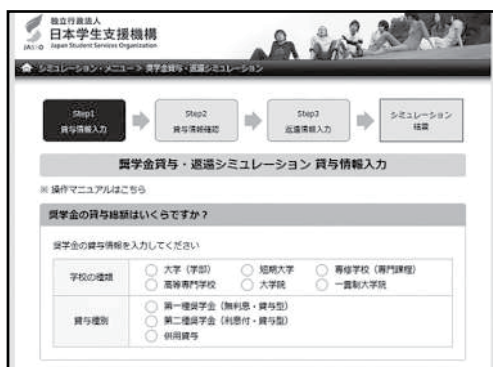 独立行政法人
日本学生支援機構
JASSO Japan Student Services Organization
シミュレーション・メニュー > 奨学金貸与・返還シミュレーション
Step1
貸与情報入力
Step2
貸与情報確認
Step3
返還情報入力
シミュレーション
結果
奨学金貸与・返還シミュレーション 貸与情報入力
※ 操作マニュアルはこちら
奨学金の貸与総額はいくらですか？
奨学金の貸与情報を入力してください
学校の種類
大学（学部） 短期大学 専修学校（専門課程）
高等専門学校 大学院 一貫制大学院
貸与種別
第一種奨学金（無利息・貸与型）
第二種奨学金（利息付・貸与型）
併用貸与